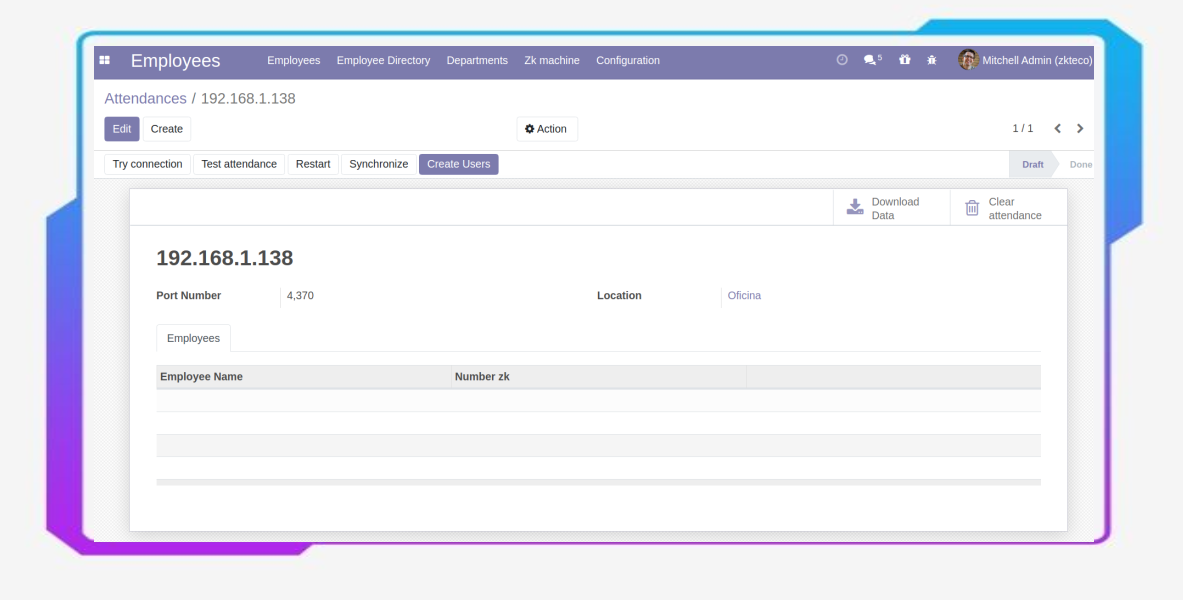 Employees Employees Employee Directory Departments Zk machine Configuration 5 Mitchell Admin (zkteco)
Attendances / 192.168.1.138
Edit Create Action 1 / 1
Try connection Test attendance Restart Synchronize Create Users Draft Done
Download Data
Clear attendance
192.168.1.138
Port Number 4,370 Location Oficina
Employees
Employee Name Number zk